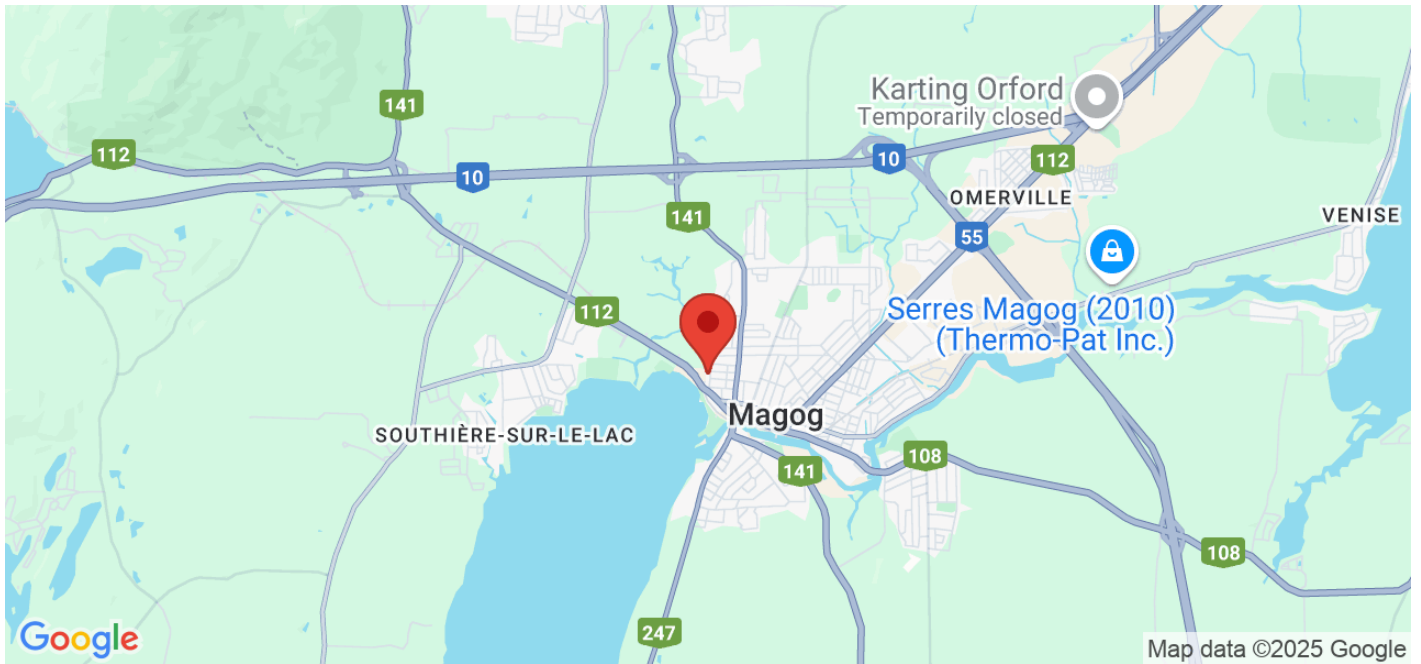 Karting Orford
Temporarily closed
141
112
10
10
112
OMERVILLE
141
55
VENISE
112
Serres Magog (2010)
(Thermo-Pat Inc.)
Magog
SOUTHIÈRE-SUR-LE-LAC
141
108
108
247
Google
Map data ©2025 Google